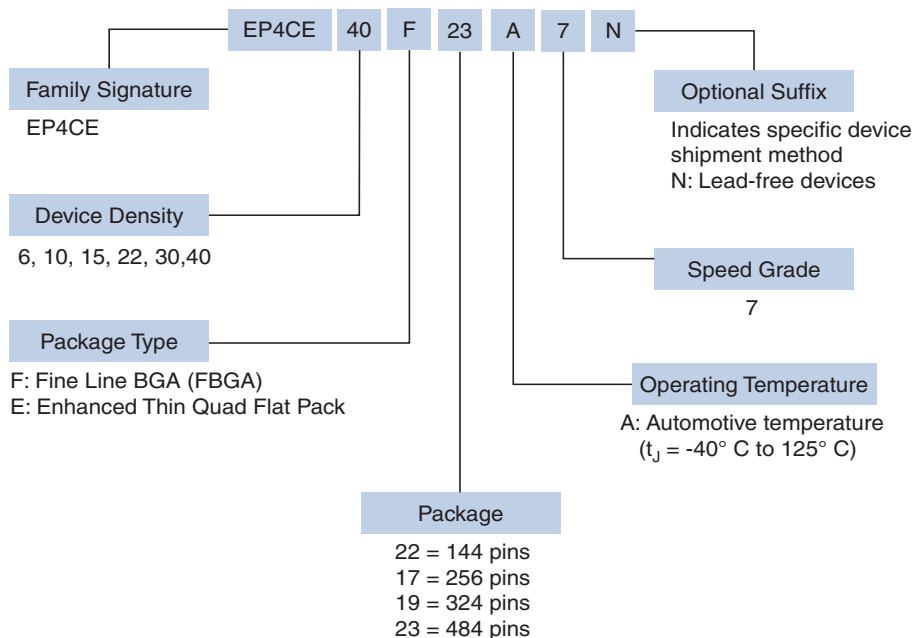 EP4CE 40 F 23 A 7 N
Family Signature
EP4CE
Optional Suffix
Indicates specific device
shipment method
N: Lead-free devices
Device Density
6, 10, 15, 22, 30,40
Speed Grade
7
Package Type
F: Fine Line BGA (FBGA)
E: Enhanced Thin Quad Flat Pack
Operating Temperature
A: Automotive temperature
(tJ = -40° C to 125° C)
Package
22 = 144 pins
17 = 256 pins
19 = 324 pins
23 = 484 pins